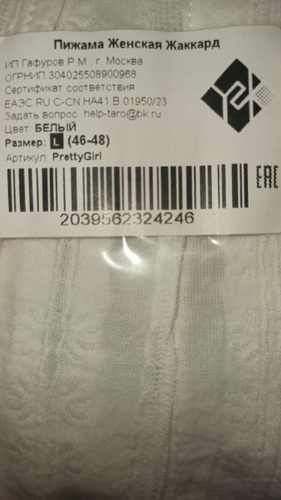 Пижама Женская Жаккард
ИП Гафуров Р.М., г. Москва
ОГРНИП 304025508900968
Сертификат соответствия
ЕАЭС RU C-CN НА41 В 01950/23
Задать вопрос: help-taro@bk.ru
Цвет: БЕЛЫЙ
Размер: L (46-48)
Артикул: PrettyGirl
EAC
2039562324246